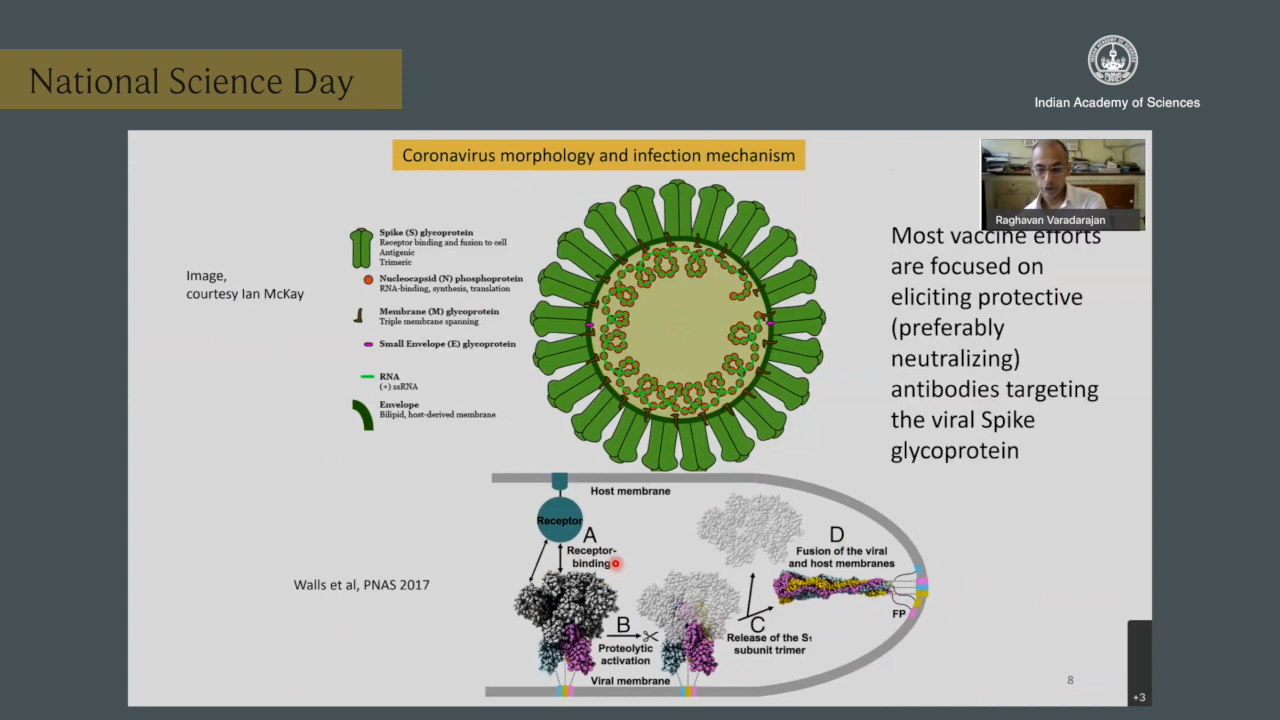 National Science Day
Indian Academy of Sciences
Coronavirus morphology and infection mechanism
Raghavan Varadarajan
Image,
courtesy Ian McKay
Spike (S) glycoprotein
Receptor binding and fusion to cell
Antigenic
Trimeric
Nucleocapsid (N) phosphoprotein
RNA-binding, synthesis, translation
Membrane (M) glycoprotein
Triple membrane spanning
Small Envelope (E) glycoprotein
RNA
(+) ssRNA
Envelope
Bilipid, host-derived membrane
Most vaccine efforts
are focused on
eliciting protective
(preferably
neutralizing)
antibodies targeting
the viral Spike
glycoprotein
Host membrane
Receptor
A
Receptor-
binding
B
Proteolytic
activation
Viral membrane
C
Release of the S1
subunit trimer
D
Fusion of the viral
and host membranes
FP
Walls et al, PNAS 2017
8
+3